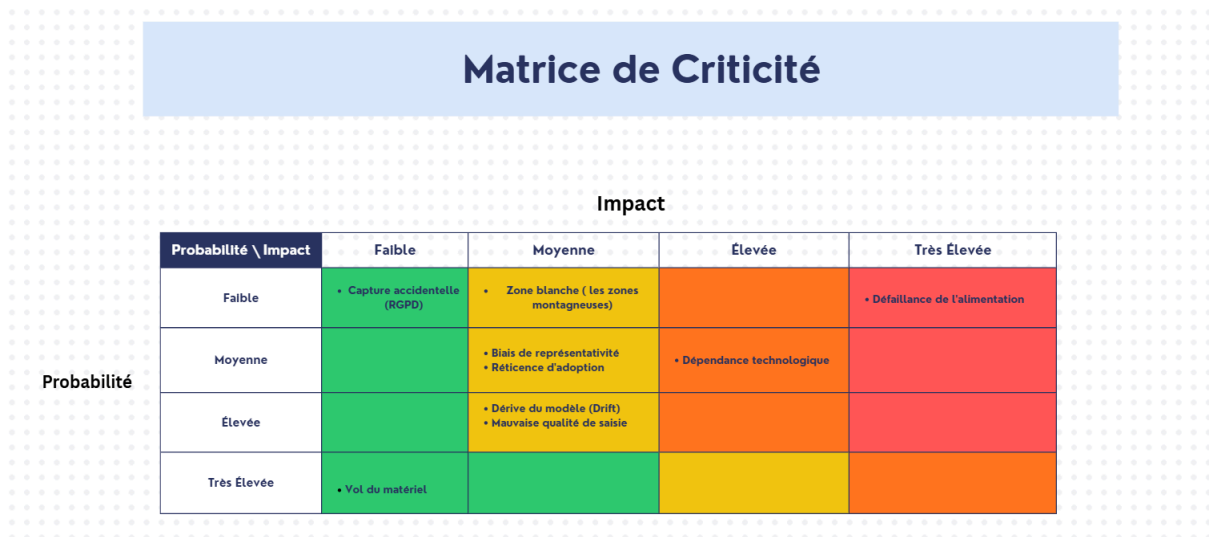 Matrice de Criticité
Impact
Probabilité \ Impact
Faible
Moyenne
Élevée
Très Élevée
Faible
• Capture accidentelle
(RGPD)
• Zone blanche ( les zones
montagneuses)
• Défaillance de l'alimentation
Probabilité
Moyenne
• Biais de représentativité
• Réticence d'adoption
• Dépendance technologique
Élevée
• Dérive du modèle (Drift)
• Mauvaise qualité de saisie
Très Élevée
• Vol du matériel